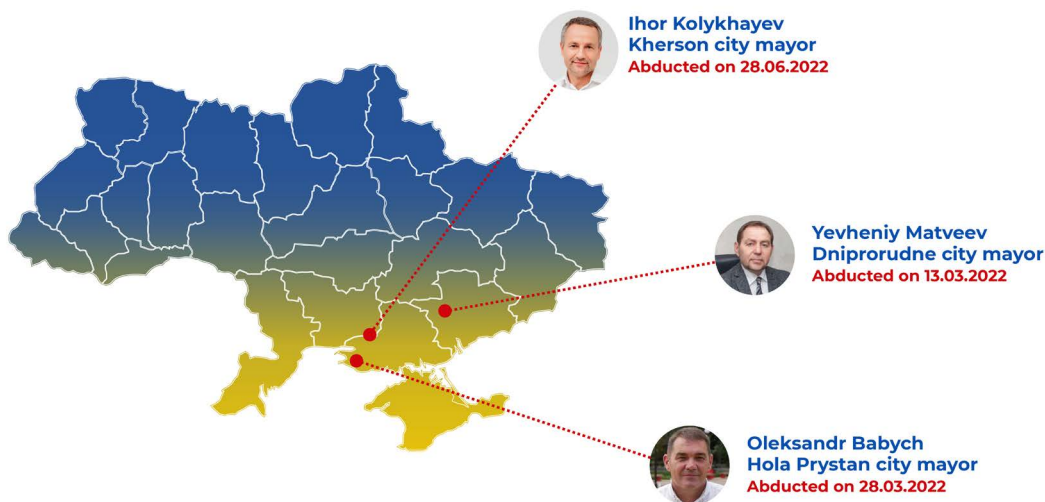 Ihor Kolykhayev
Kherson city mayor
Abducted on 28.06.2022
Yevheniy Matveev
Dniprorudne city mayor
Abducted on 13.03.2022
Oleksandr Babych
Hola Prystan city mayor
Abducted on 28.03.2022